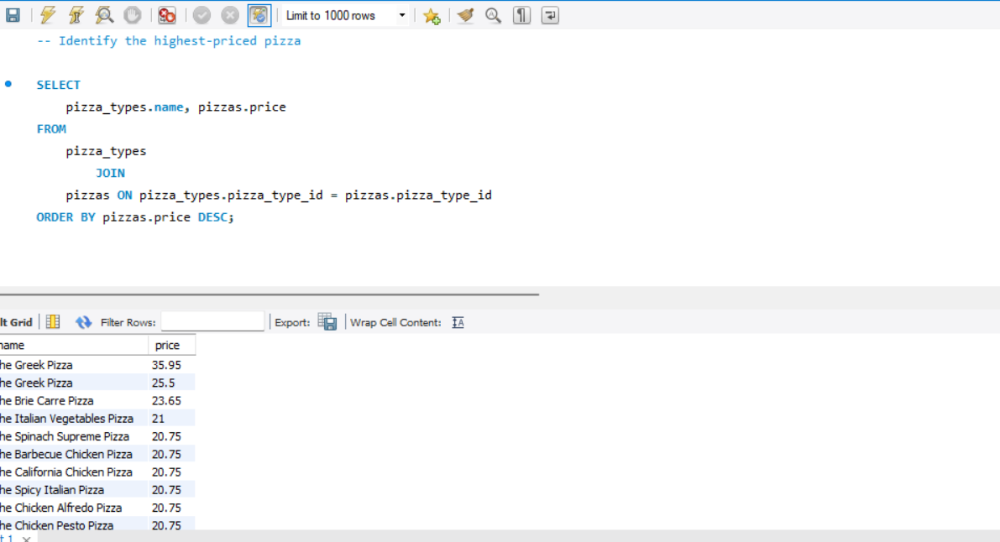 Limit to 1000 rows
-- Identify the highest-priced pizza
SELECT
pizza_types.name, pizzas.price
FROM
pizza_types
JOIN
pizzas ON pizza_types.pizza_type_id = pizzas.pizza_type_id
ORDER BY pizzas.price DESC;
lt Grid Filter Rows: Export: Wrap Cell Content: IA
name price
he Greek Pizza 35.95
he Greek Pizza 25.5
he Brie Carre Pizza 23.65
he Italian Vegetables Pizza 21
he Spinach Supreme Pizza 20.75
he Barbecue Chicken Pizza 20.75
he California Chicken Pizza 20.75
he Spicy Italian Pizza 20.75
he Chicken Alfredo Pizza 20.75
he Chicken Pesto Pizza 20.75
t 1